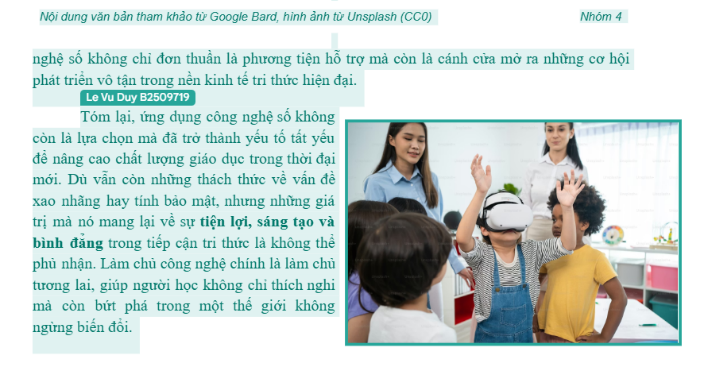 Nội dung văn bản tham khảo từ Google Bard, hình ảnh từ Unsplash (CC0) Nhóm 4
nghệ số không chỉ đơn thuần là phương tiện hỗ trợ mà còn là cánh cửa mở ra những cơ hội
phát triển vô tận trong nền kinh tế tri thức hiện đại.
Le Vu Duy B2509719
Tóm lại, ứng dụng công nghệ số không
còn là lựa chọn mà đã trở thành yếu tố tất yếu
để nâng cao chất lượng giáo dục trong thời đại
mới. Dù vẫn còn những thách thức về vấn đề
xao nhãng hay tính bảo mật, nhưng những giá
trị mà nó mang lại về sự tiện lợi, sáng tạo và
bình đẳng trong tiếp cận tri thức là không thể
phủ nhận. Làm chủ công nghệ chính là làm chủ
tương lai, giúp người học không chỉ thích nghi
mà còn bứt phá trong một thế giới không
ngừng biến đổi.